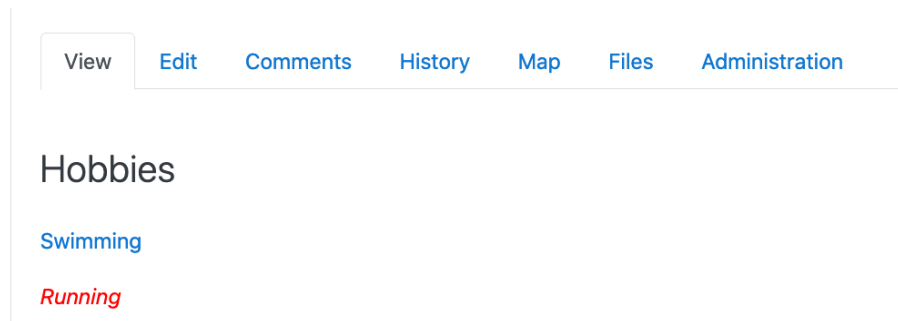 View Edit Comments History Map Files Administration
Hobbies
Swimming
Running